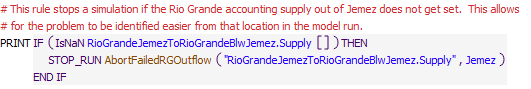 # This rule stops a simulation if the Rio Grande accounting supply out of Jemez does not get set.  This allows
# for the problem to be identified easier from that location in the model run.
PRINT IF ( IsNaN RioGrandeJemezToRioGrandeBlwJemez.Supply [ ] ) THEN
STOP_RUN AbortFailedRGOutflow ( "RioGrandeJemezToRioGrandeBlwJemez.Supply" , Jemez )
END IF